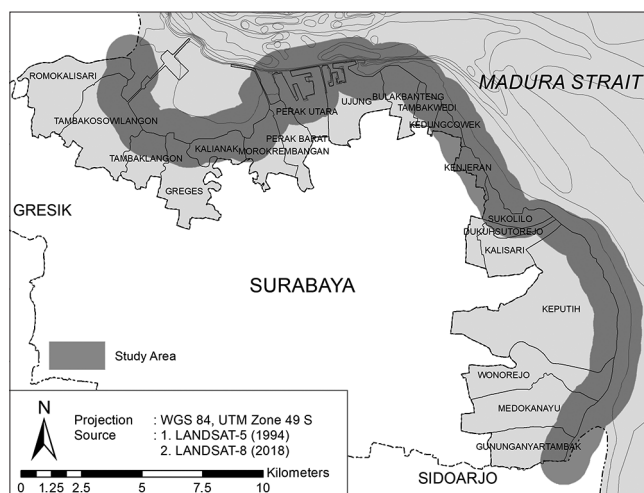 MADURA STRAIT
ROMOKALISARI
TAMBAKOSOWILANGON
TAMBAKLANGON
KALIANAK
GREGES
MOROKREMBANGAN
PERAK BARAT
PERAK UTARA
UJUNG
BULAKBANTENG
TAMBAKWEDI
KEDUNGCOWEK
KENJERAN
SUKOLILO
DUKUHSUTOREJO
KALISARI
KEPUTIH
WONOREJO
MEDOKANAYU
GUNUNGANYARTAMBAK
GRESIK
SURABAYA
SIDOARJO
Study Area
N
Projection : WGS 84, UTM Zone 49 S
Source : 1. LANDSAT-5 (1994)
2. LANDSAT-8 (2018)
Kilometers
0 1.25 2.5 5 7.5 10